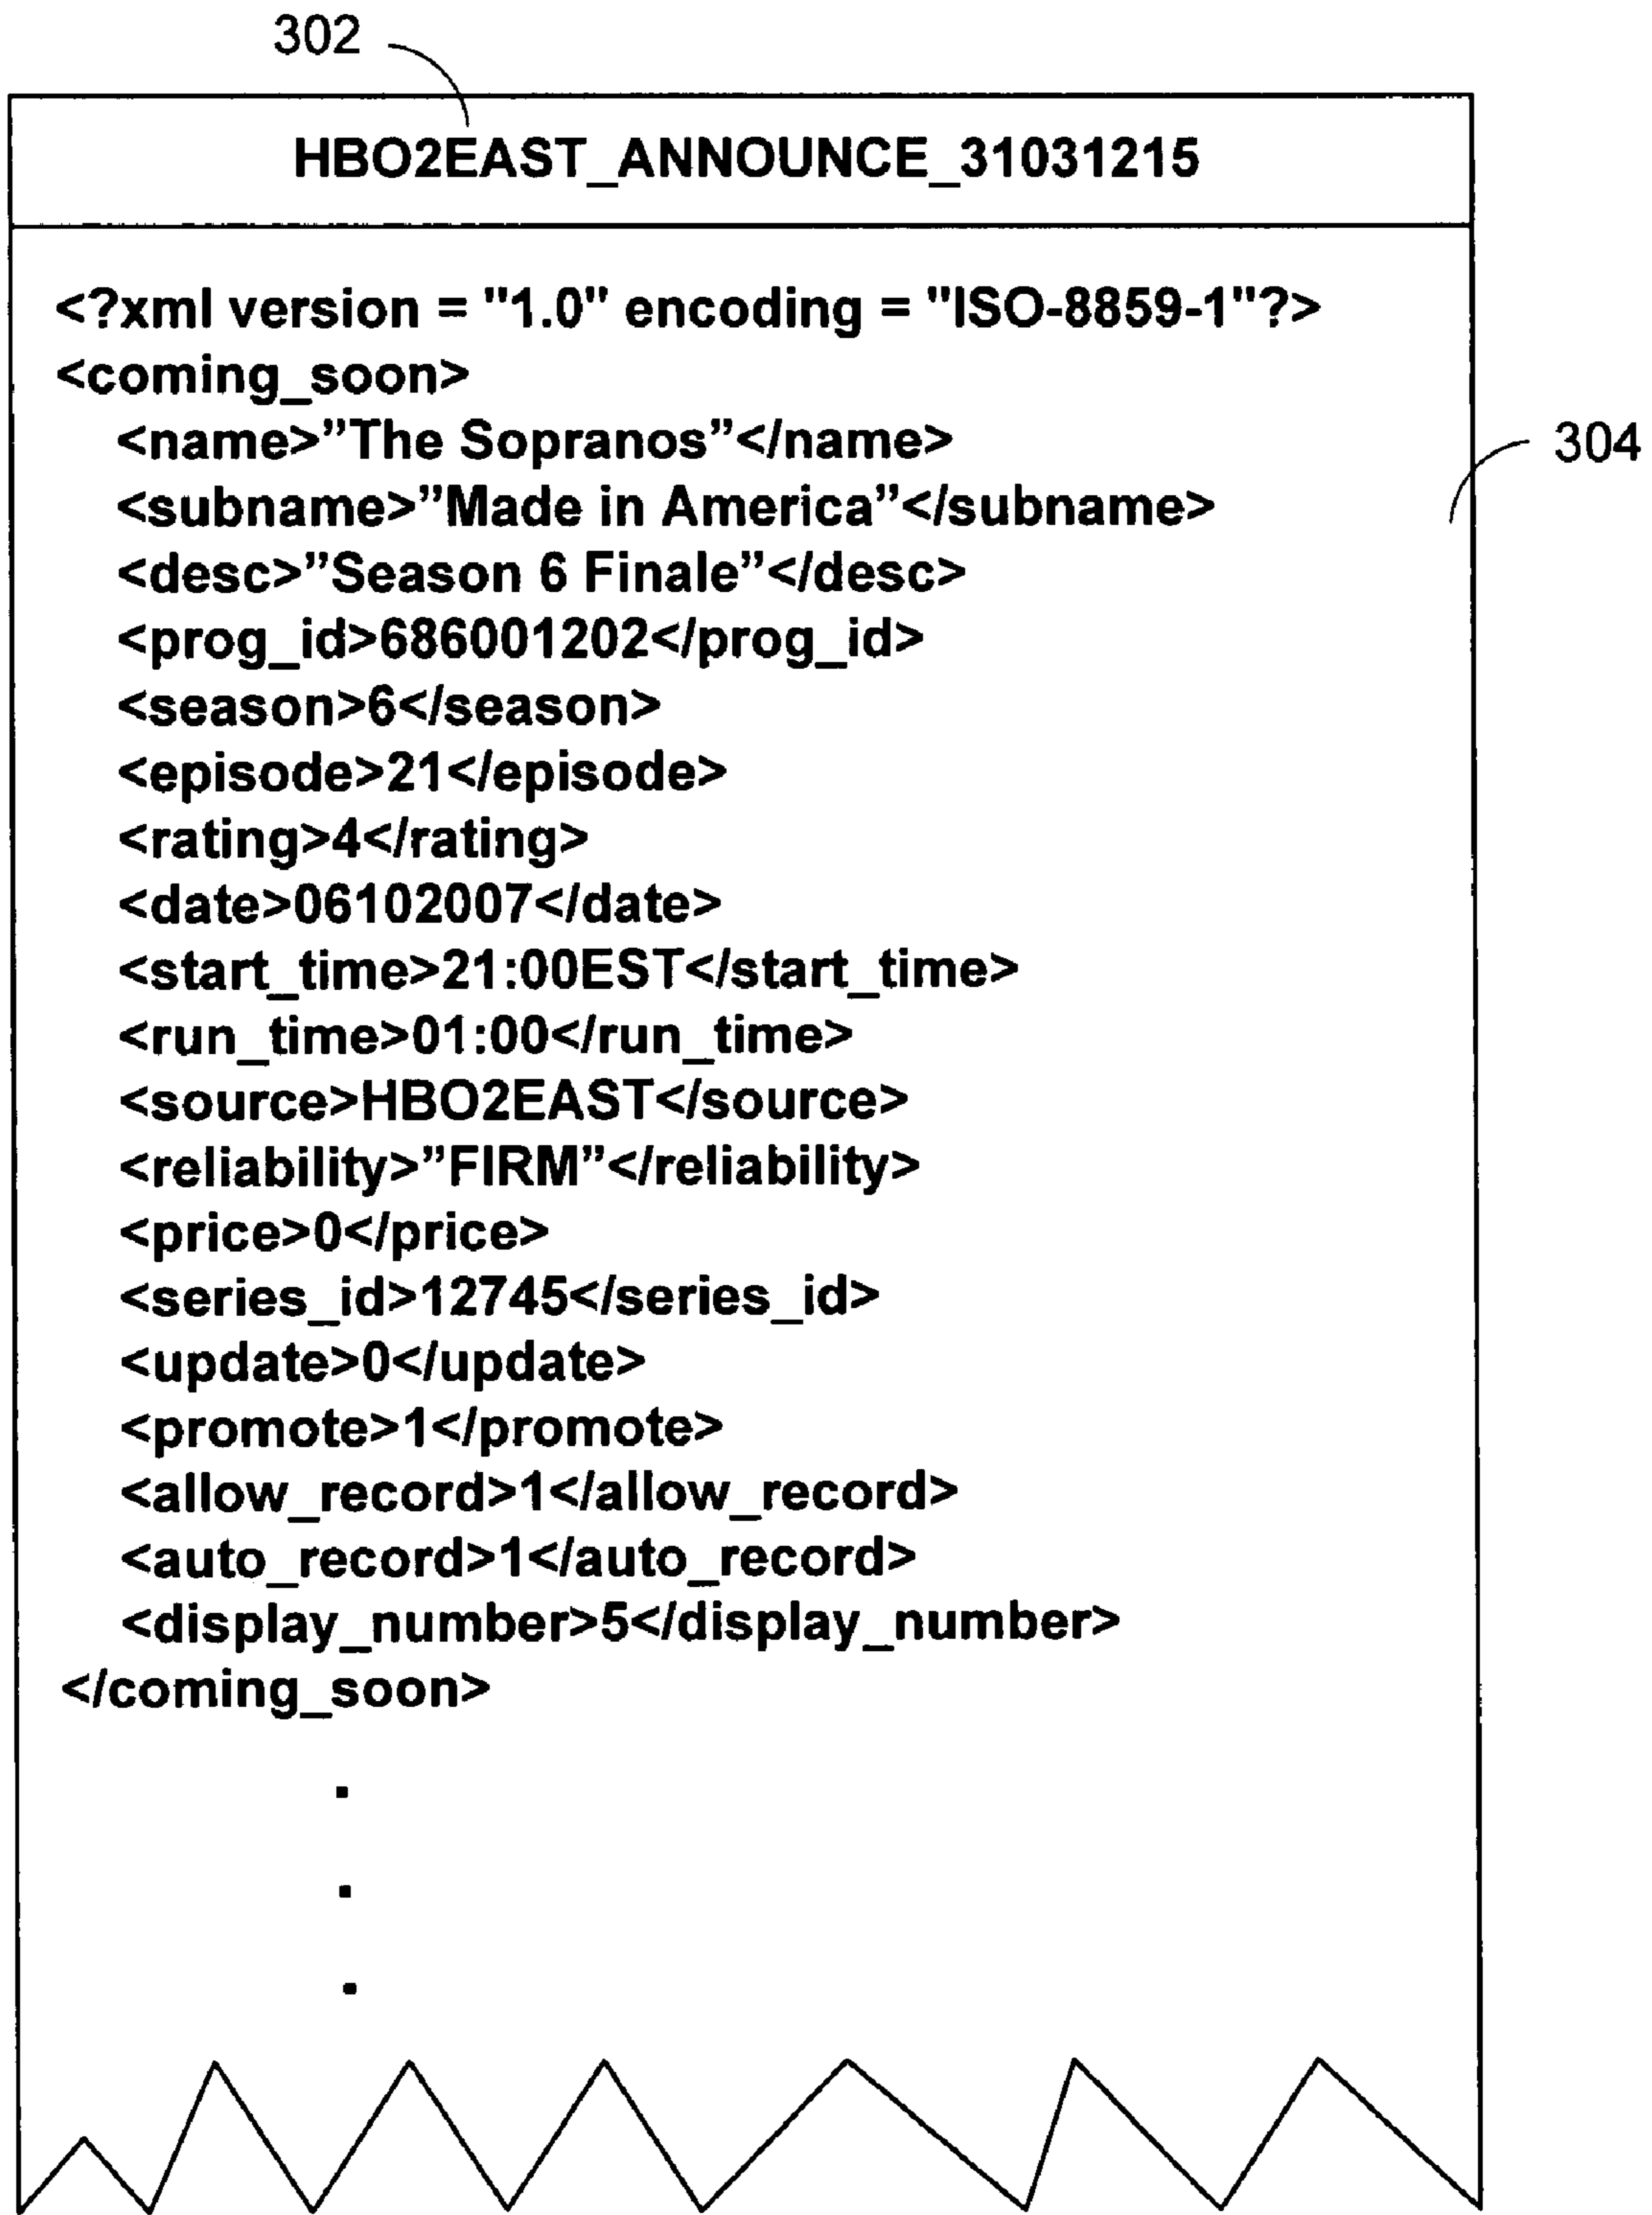 302
HBO2EAST_ANNOUNCE_31031215
<?xml version = "1.0" encoding = "ISO-8859-1"?>
<coming_soon>
<name>”The Sopranos”</name>
<subname>”Made in America”</subname>
<desc>”Season 6 Finale”</desc>
<prog_id>686001202</prog_id>
<season>6</season>
<episode>21</episode>
<rating>4</rating>
<date>06102007</date>
<start_time>21:00EST</start_time>
<run_time>01:00</run_time>
<source>HBO2EAST</source>
<reliability>”FIRM”</reliability>
<price>0</price>
<series_id>12745</series_id>
<update>0</update>
<promote>1</promote>
<allow_record>1</allow_record>
<auto_record>1</auto_record>
<display_number>5</display_number>
</coming_soon>
304